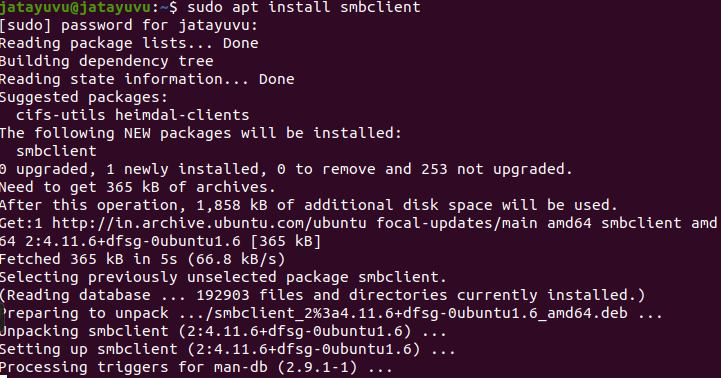 jatayuvu@jatayuvu:~$ sudo apt install smbclient
[sudo] password for jatayuvu:
Reading package lists... Done
Building dependency tree
Reading state information... Done
Suggested packages:
  cifs-utils heimdal-clients
The following NEW packages will be installed:
  smbclient
0 upgraded, 1 newly installed, 0 to remove and 253 not upgraded.
Need to get 365 kB of archives.
After this operation, 1,858 kB of additional disk space will be used.
Get:1 http://in.archive.ubuntu.com/ubuntu focal-updates/main amd64 smbclient amd
64 2:4.11.6+dfsg-0ubuntu1.6 [365 kB]
Fetched 365 kB in 5s (66.8 kB/s)
Selecting previously unselected package smbclient.
(Reading database ... 192903 files and directories currently installed.)
Preparing to unpack .../smbclient_2%3a4.11.6+dfsg-0ubuntu1.6_amd64.deb ...
Unpacking smbclient (2:4.11.6+dfsg-0ubuntu1.6) ...
Setting up smbclient (2:4.11.6+dfsg-0ubuntu1.6) ...
Processing triggers for man-db (2.9.1-1) ...